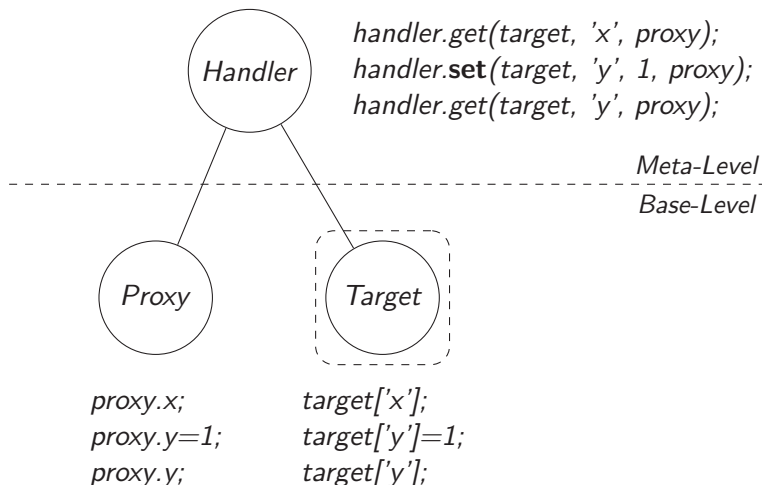 Handler
handler.get(target, 'x', proxy);
handler.set(target, 'y', 1, proxy);
handler.get(target, 'y', proxy);
Meta-Level
Base-Level
Proxy
Target
proxy.x;
proxy.y=1;
proxy.y;
target['x'];
target['y']=1;
target['y'];